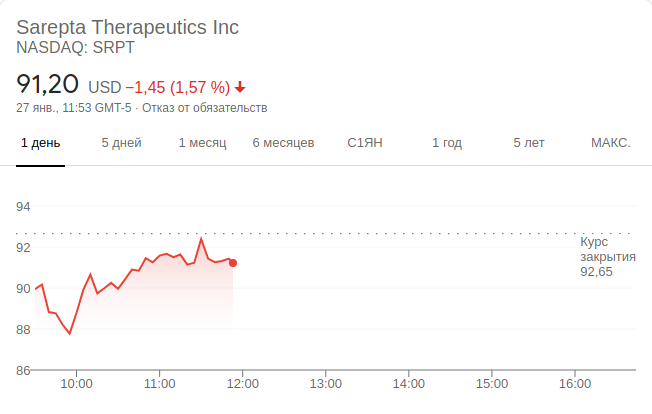 Sarepta Therapeutics Inc
NASDAQ: SRPT
91,20 USD −1,45 (1,57 %)
27 янв., 11:53 GMT-5 · Отказ от обязательств
1 день 5 дней 1 месяц 6 месяцев С1ЯН 1 год 5 лет МАКС.
94
92
90
88
86
Курс
закрытия
92,65
10:00 11:00 12:00 13:00 14:00 15:00 16:00